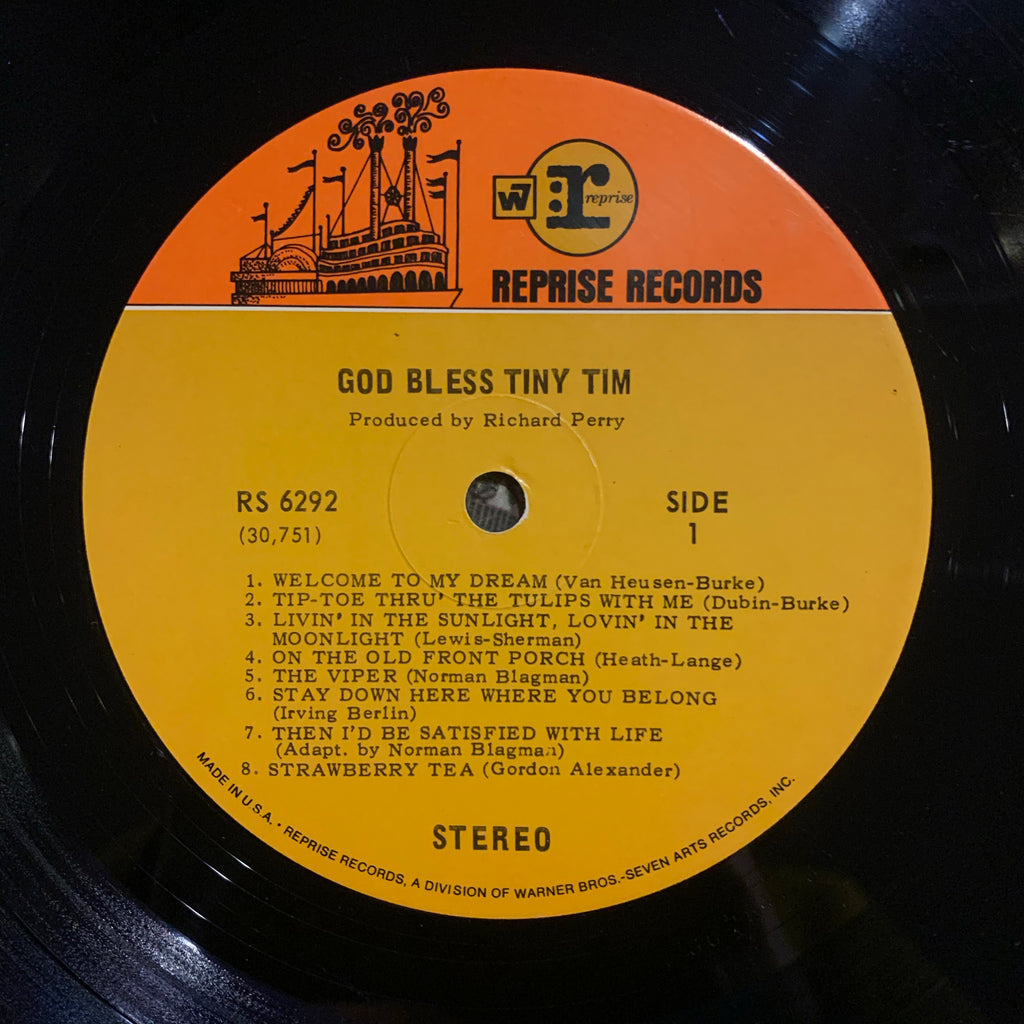 W7
r: reprise
REPRISE RECORDS
GOD BLESS TINY TIM
Produced by Richard Perry
RS 6292
(30,751)
SIDE
1
1. WELCOME TO MY DREAM (Van Heusen-Burke)
2. TIP-TOE THRU' THE TULIPS WITH ME (Dubin-Burke)
3. LIVIN' IN THE SUNLIGHT, LOVIN' IN THE
MOONLIGHT (Lewis-Sherman)
4. ON THE OLD FRONT PORCH (Heath-Lange)
5. THE VIPER (Norman Blagman)
6. STAY DOWN HERE WHERE YOU BELONG
(Irving Berlin)
7. THEN I'D BE SATISFIED WITH LIFE
(Adapt. by Norman Blagman)
8. STRAWBERRY TEA (Gordon Alexander)
STEREO
MADE IN U.S.A. • REPRISE RECORDS, A DIVISION OF WARNER BROS.-SEVEN ARTS RECORDS, INC.